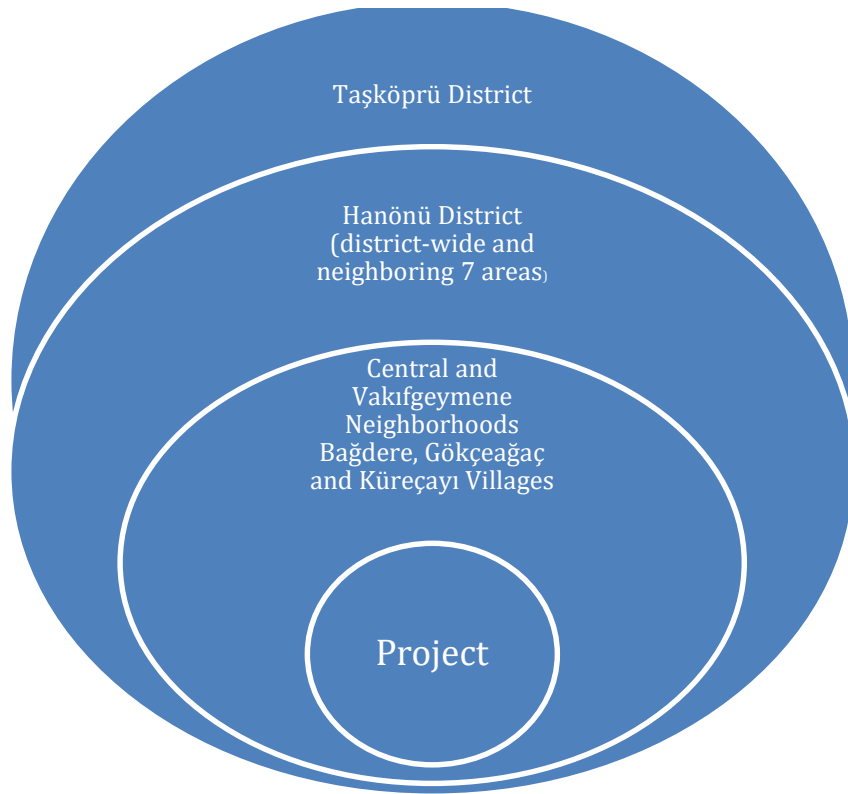 Taşköprü District
Hanönü District
(district-wide and
neighboring 7 areas)
Central and
Vakıfgeymene
Neighborhoods
Bağdere, Gökçeağaç
and Küreçayı Villages
Project